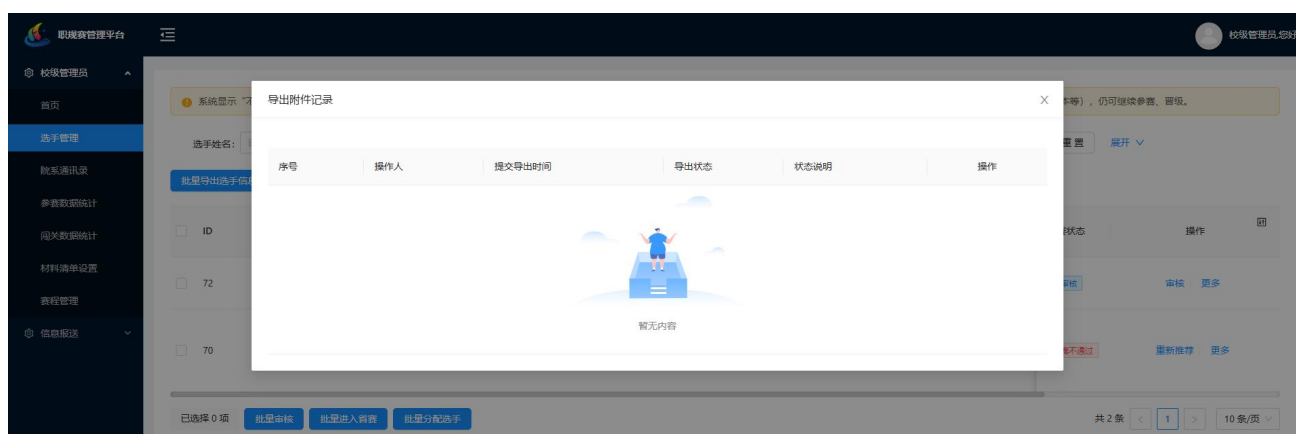 职规赛管理平台
校级管理员,您好
校级管理员
首页
选手管理
院系通讯录
参赛数据统计
闯关数据统计
材料清单设置
赛程管理
信息报送
系统显示
本等），仍可继续参赛、晋级。
选手姓名：
重 置
展开
批量导出选手信息
导出附件记录
序号 操作人 提交导出时间 导出状态 状态说明 操作
暂无内容
ID
状态
操作
72
审核 更多
70
不通过
重新推荐 更多
已选择 0 项 批量审核 批量进入省赛 批量分配选手
共 2 条 < 1 > 10 条/页